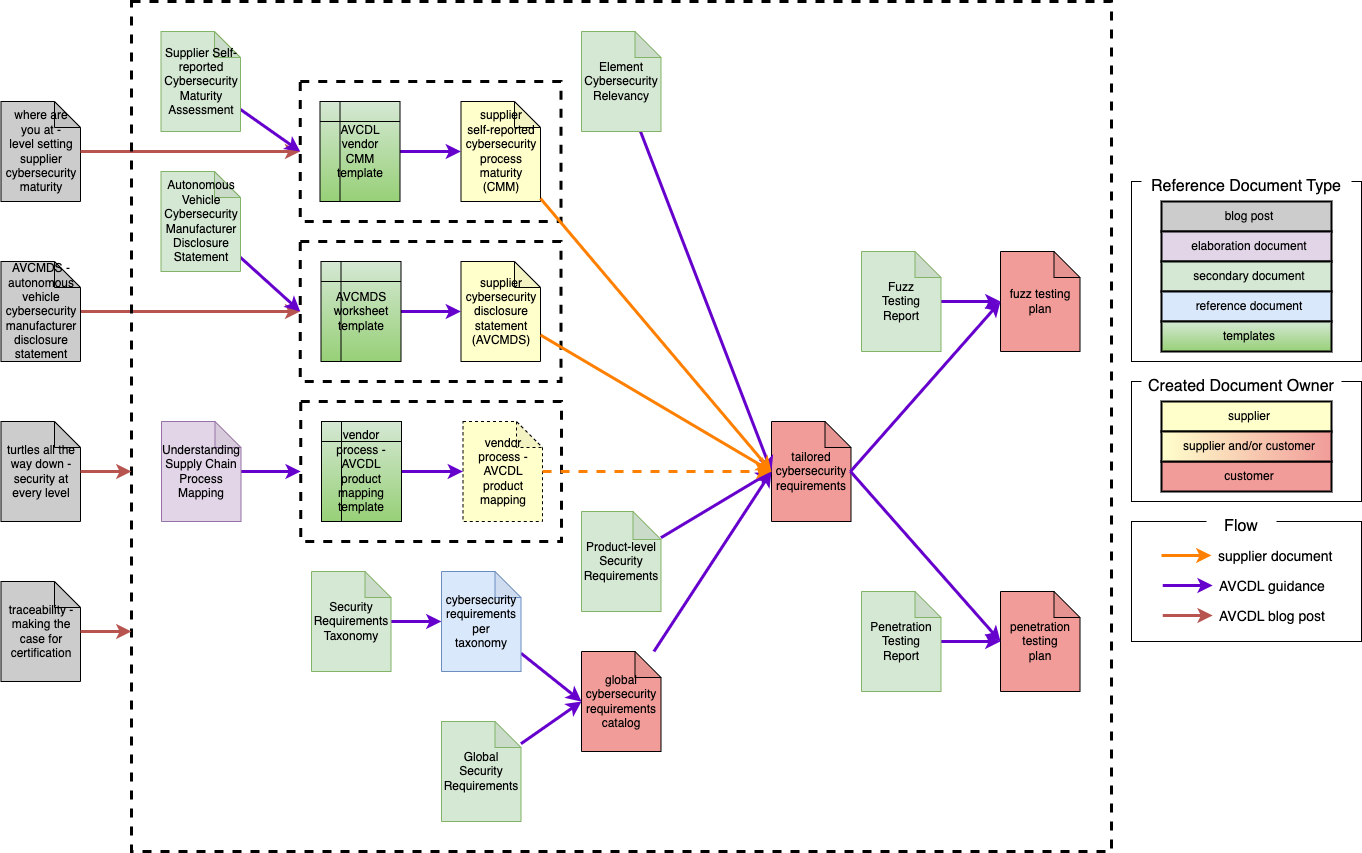 where are
you at -
level setting
supplier
cybersecurity
maturity
AVCMDS -
autonomous
vehicle
cybersecurity
manufacturer
disclosure
statement
turtles all the
way down -
security at
every level
traceability -
making the
case for
certification
Supplier Self-
reported
Cybersecurity
Maturity
Assessment
Autonomous
Vehicle
Cybersecurity
Manufacturer
Disclosure
Statement
Understanding
Supply Chain
Process
Mapping
AVCDL
vendor
CMM
template
supplier
self-reported
cybersecurity
process
maturity
(CMM)
AVCMDS
worksheet
template
supplier
cybersecurity
disclosure
statement
(AVCMDS)
vendor
process -
AVCDL
product
mapping
template
vendor
process -
AVCDL
product
mapping
Security
Requirements
Taxonomy
cybersecurity
requirements
per
taxonomy
Global
Security
Requirements
Element
Cybersecurity
Relevancy
Product-level
Security
Requirements
global
cybersecurity
requirements
catalog
tailored
cybersecurity
requirements
Fuzz
Testing
Report
fuzz testing
plan
Penetration
Testing
Report
penetration
testing
plan
Reference Document Type
blog post
elaboration document
secondary document
reference document
templates
Created Document Owner
supplier
supplier and/or customer
customer
Flow
supplier document
AVCDL guidance
AVCDL blog post